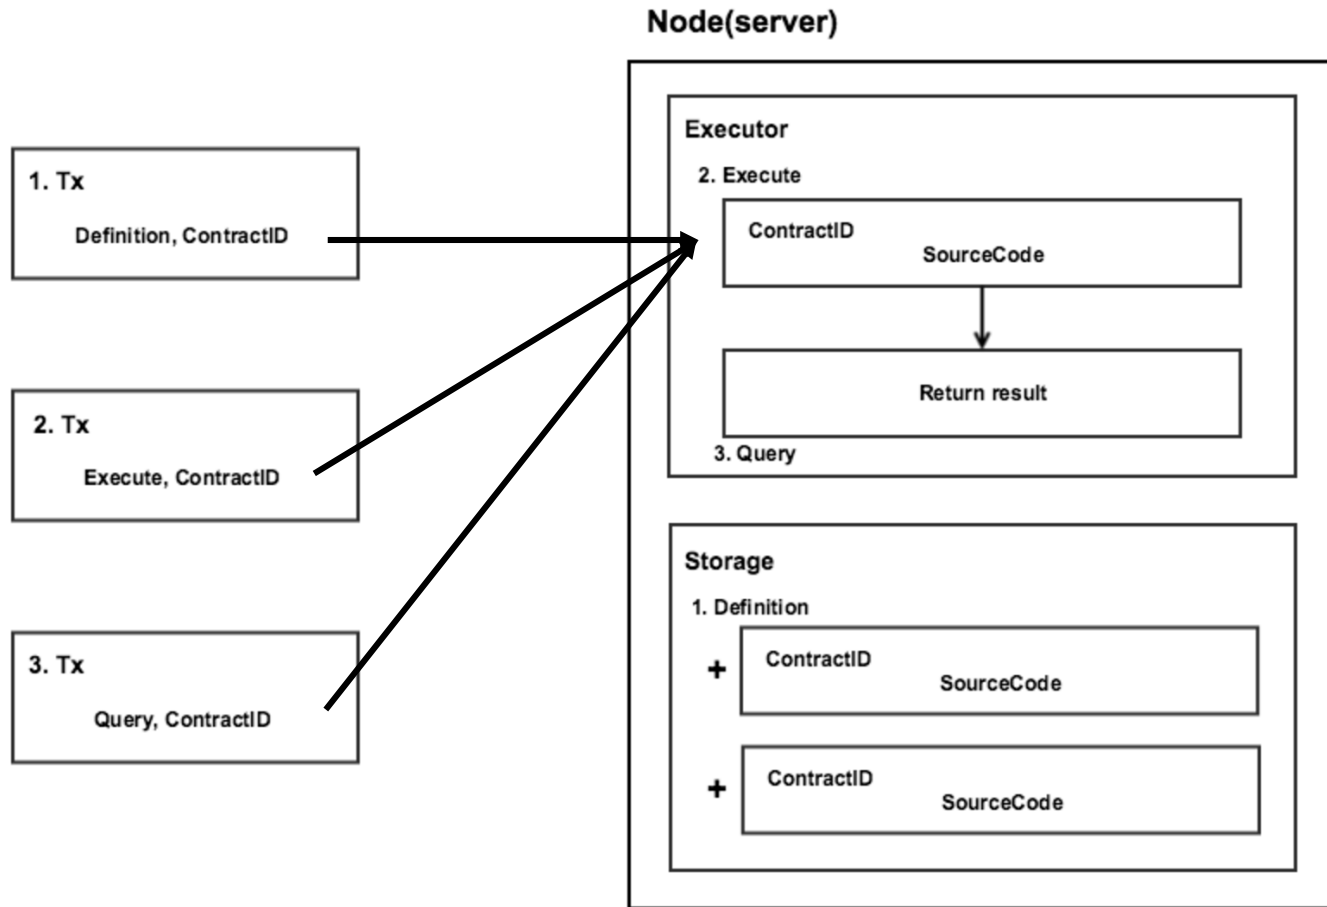 Node(server)
1. Tx
Definition, ContractID
2. Tx
Execute, ContractID
3. Tx
Query, ContractID
Executor
2. Execute
ContractID
SourceCode
Return result
3. Query
Storage
1. Definition
+ ContractID
SourceCode
+ ContractID
SourceCode